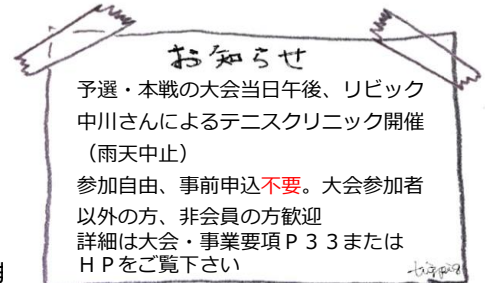 お知らせ
予選・本戦の大会当日午後、リビック
中川さんによるテニスクリニック開催
（雨天中止）
参加自由、事前申込不要。大会参加者
以外の方、非会員の方歓迎
詳細は大会・事業要項Ｐ３３または
ＨＰをご覧下さい